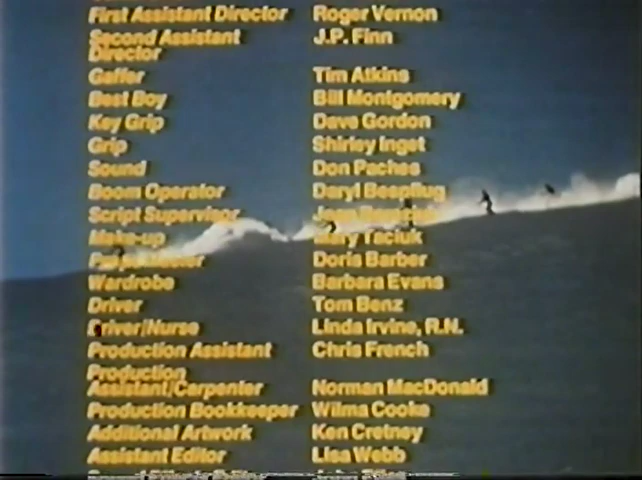 First Assistant Director Roger Vernon
Second Assistant J.P. Finn
Director
Gaffer Tim Atkins
Best Boy Bill Montgomery
Key Grip Dave Gordon
Grip Shirley Inget
Sound Don Paches
Boom Operator Daryl Bespflug
Script Supervisor
Make-up Mary Taciuk
Doris Barber
Wardrobe Barbara Evans
Driver Tom Benz
Driver/Nurse Linda Irvine, R.N.
Production Assistant Chris French
Production
Assistant/Carpenter Norman MacDonald
Production Bookkeeper Wilma Cooke
Additional Artwork Ken Cretney
Assistant Editor Lisa Webb